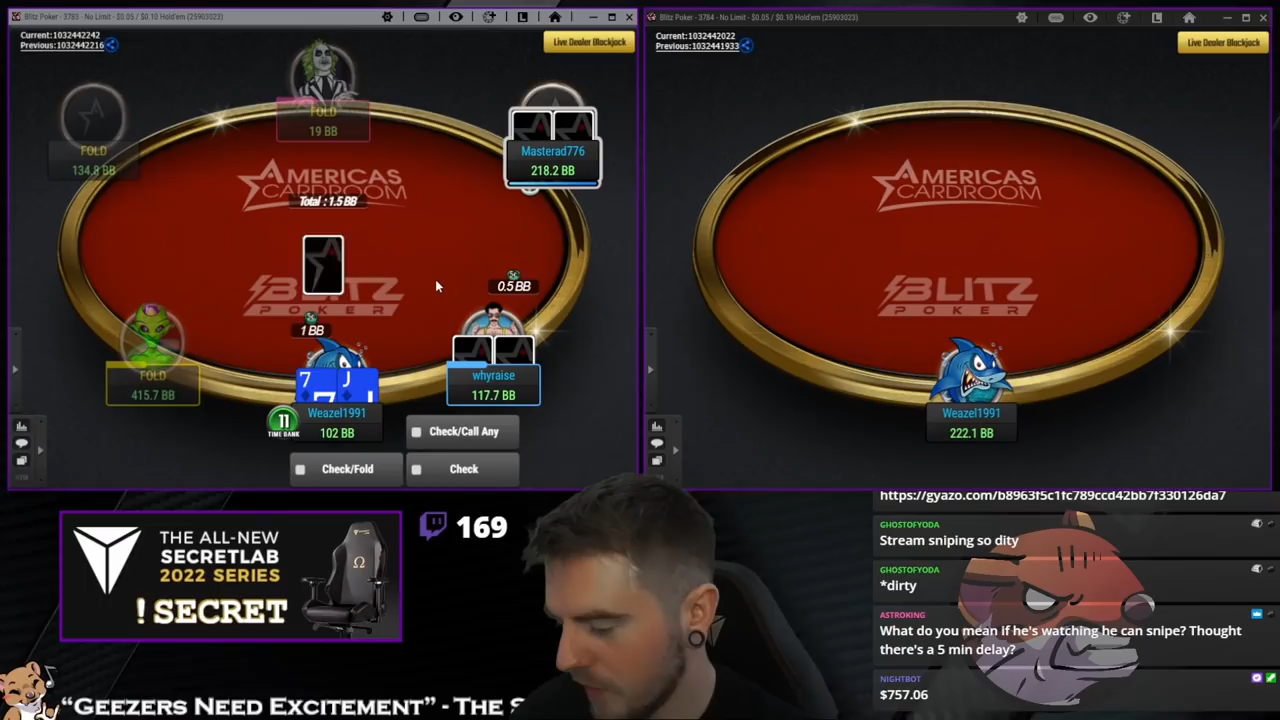 Blitz Poker - 3783 - No Limit - $0.05 / $0.10 Hold'em (25903023)
L
Current:1032442242
Previous:1032442216
Live Dealer Blackjack
FOLD
19 BB
FOLD
134.8 BB
Masterad776
218.2 BB
AMERICAS
CARDROOM
Total : 1.5 BB
BLITZ
POKER
0.5 BB
1 BB
FOLD
415.7 BB
7 J
whyraise
117.7 BB
11
TIME BANK
Weazel1991
102 BB
Check/Call Any
Check/Fold
Check
Blitz Poker - 3784 - No Limit - $0.05 / $0.10 Hold'em (25903023)
L
Current:1032442022
Previous:1032441933
Live Dealer Blackjack
AMERICAS
CARDROOM
BLITZ
POKER
Weazel1991
222.1 BB
THE ALL-NEW
SECRETLAB
2022 SERIES
! SECRET
169
"GEEZERS NEED EXCITEMENT" - THE S
https://gyazo.com/b8963f5c1fc789ccd42bb7f330126da7
GHOSTOFYODA
Stream sniping so dity
GHOSTOFYODA
*dirty
ASTROKING
What do you mean if he's watching he can snipe? Thought
there's a 5 min delay?
NIGHTBOT
$757.06